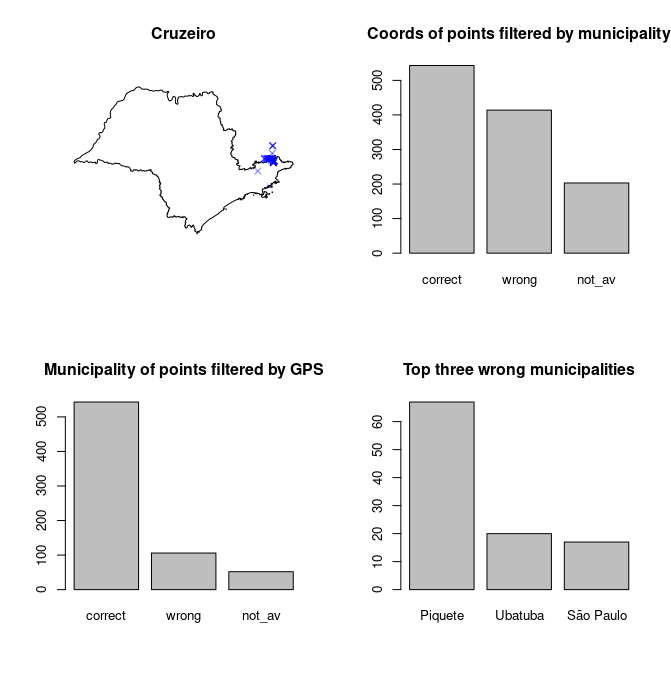 Cruzeiro
Coords of points filtered by municipality
0 100 200 300 400 500
correct wrong not_av
Municipality of points filtered by GPS
0 100 200 300 400 500
correct wrong not_av
Top three wrong municipalities
0 10 20 30 40 50 60
Piquete Ubatuba São Paulo